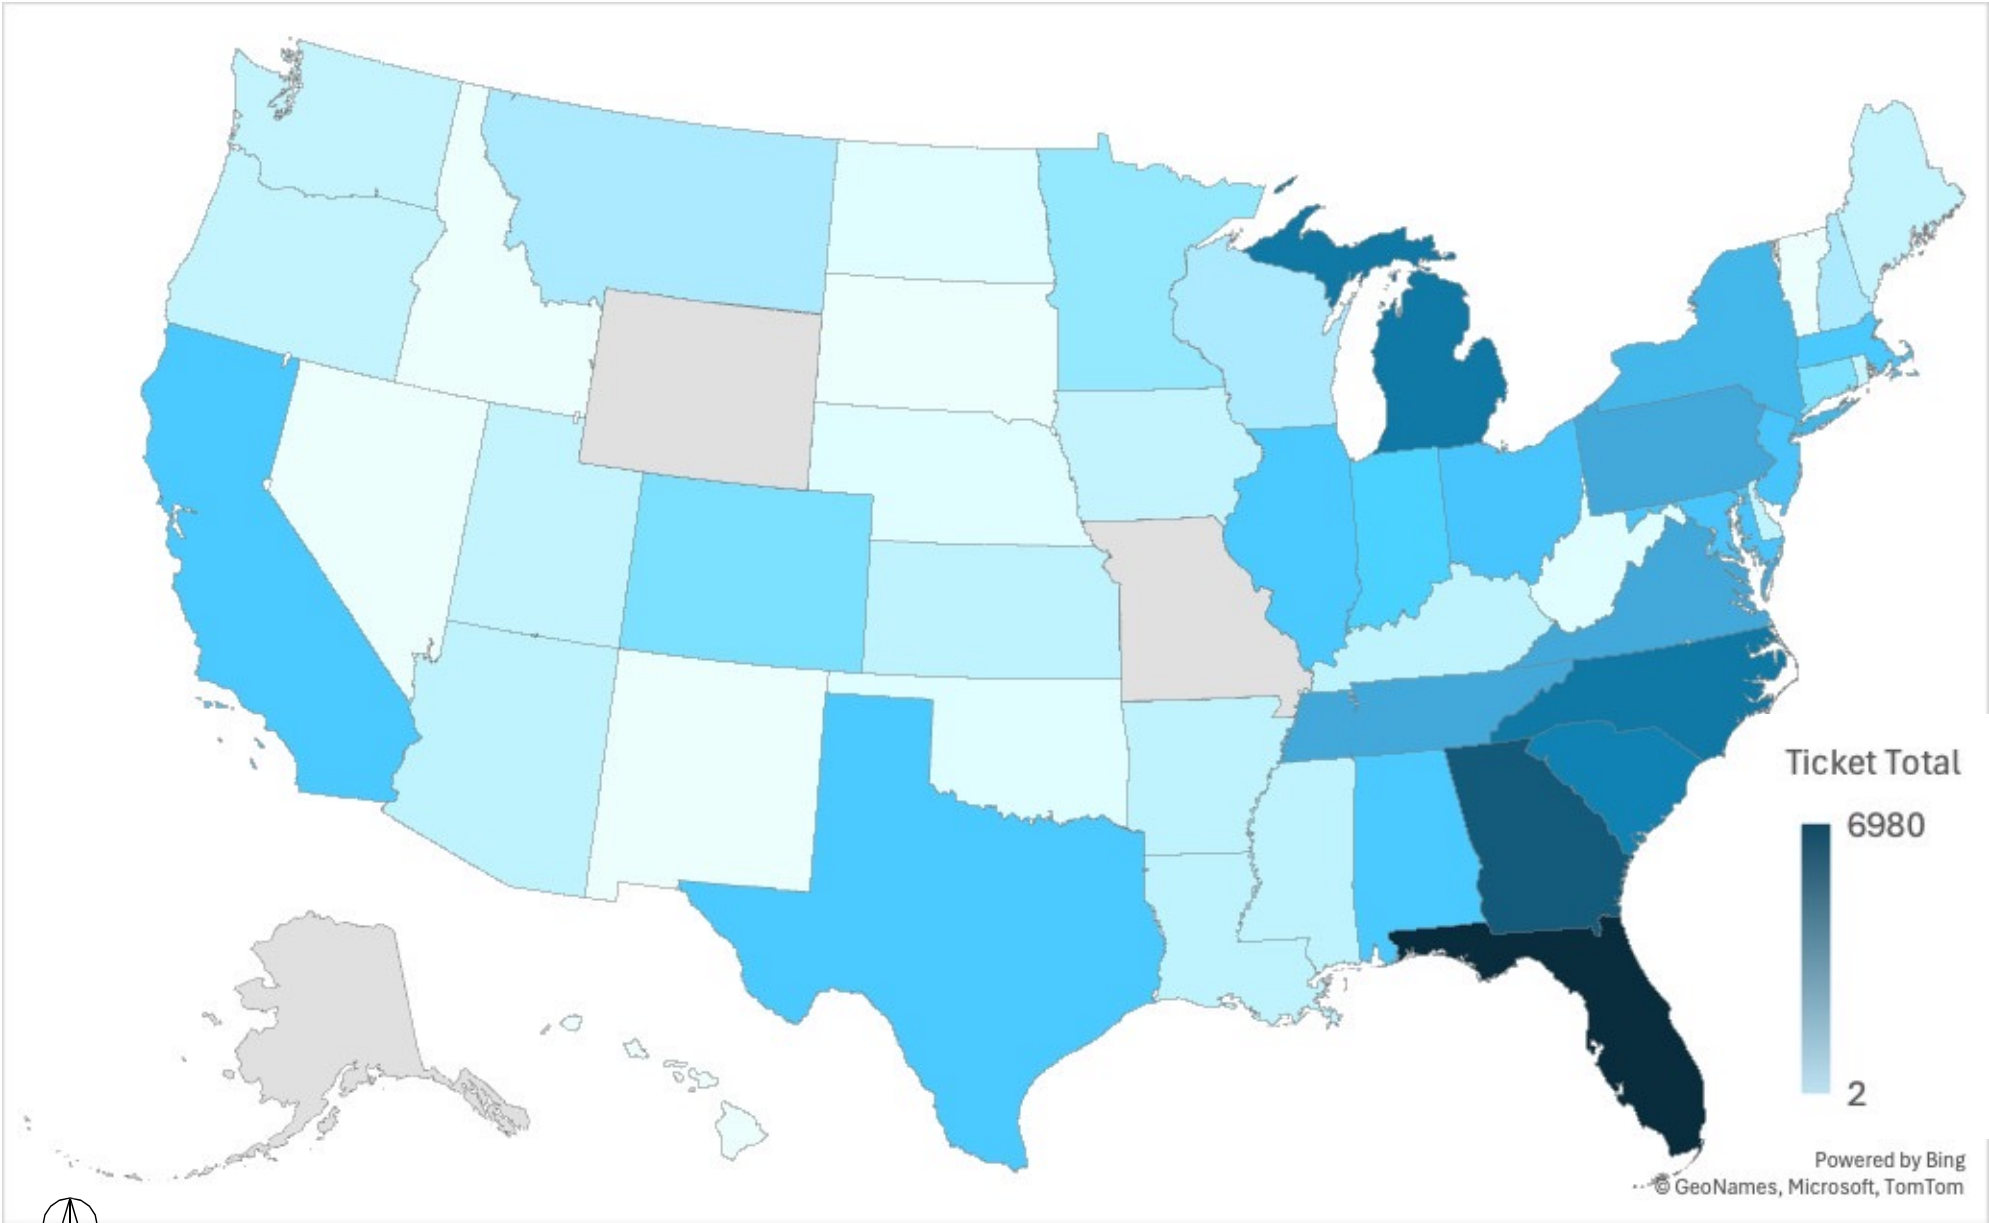 Ticket Total
6980
2
Powered by Bing
© GeoNames, Microsoft, TomTom